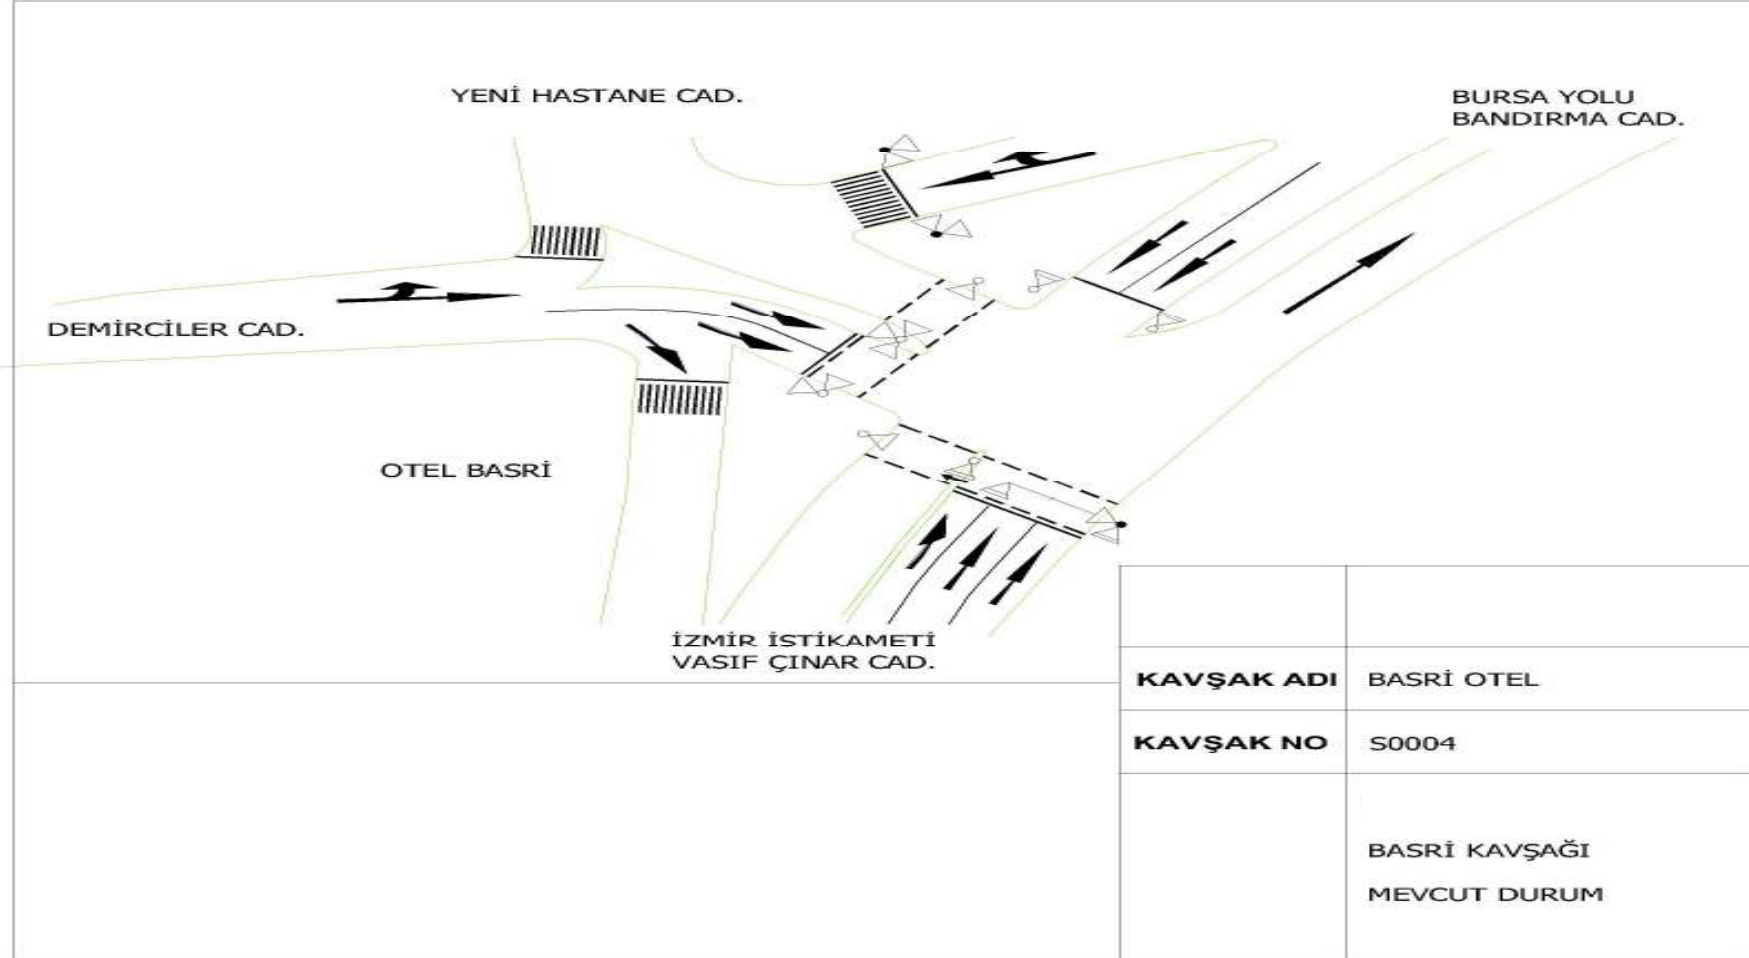 YENİ HASTANE CAD.
BURSA YOLU
BANDIRMA CAD.
DEMİRCİLER CAD.
OTEL BASRİ
İZMİR İSTİKAMETİ
VASIF ÇINAR CAD.
KAVŞAK ADI BASRİ OTEL
KAVŞAK NO S0004
BASRİ KAVŞAĞI
MEVCUT DURUM